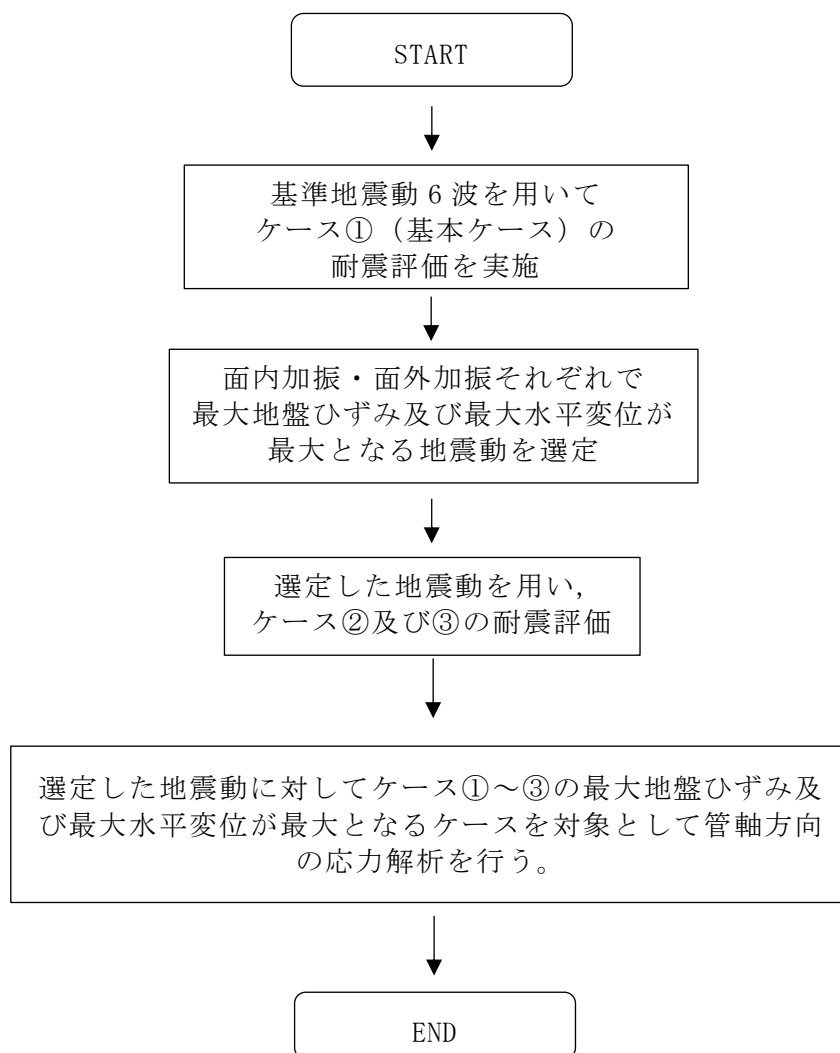 START
基準地震動6波を用いて
ケース①（基本ケース）の
耐震評価を実施
面内加振・面外加振それぞれで
最大地盤ひずみ及び最大水平変位が
最大となる地震動を選定
選定した地震動を用い,
ケース②及び③の耐震評価
選定した地震動に対してケース①～③の最大地盤ひずみ及
び最大水平変位が最大となるケースを対象として管軸方向
の応力解析を行う。
END